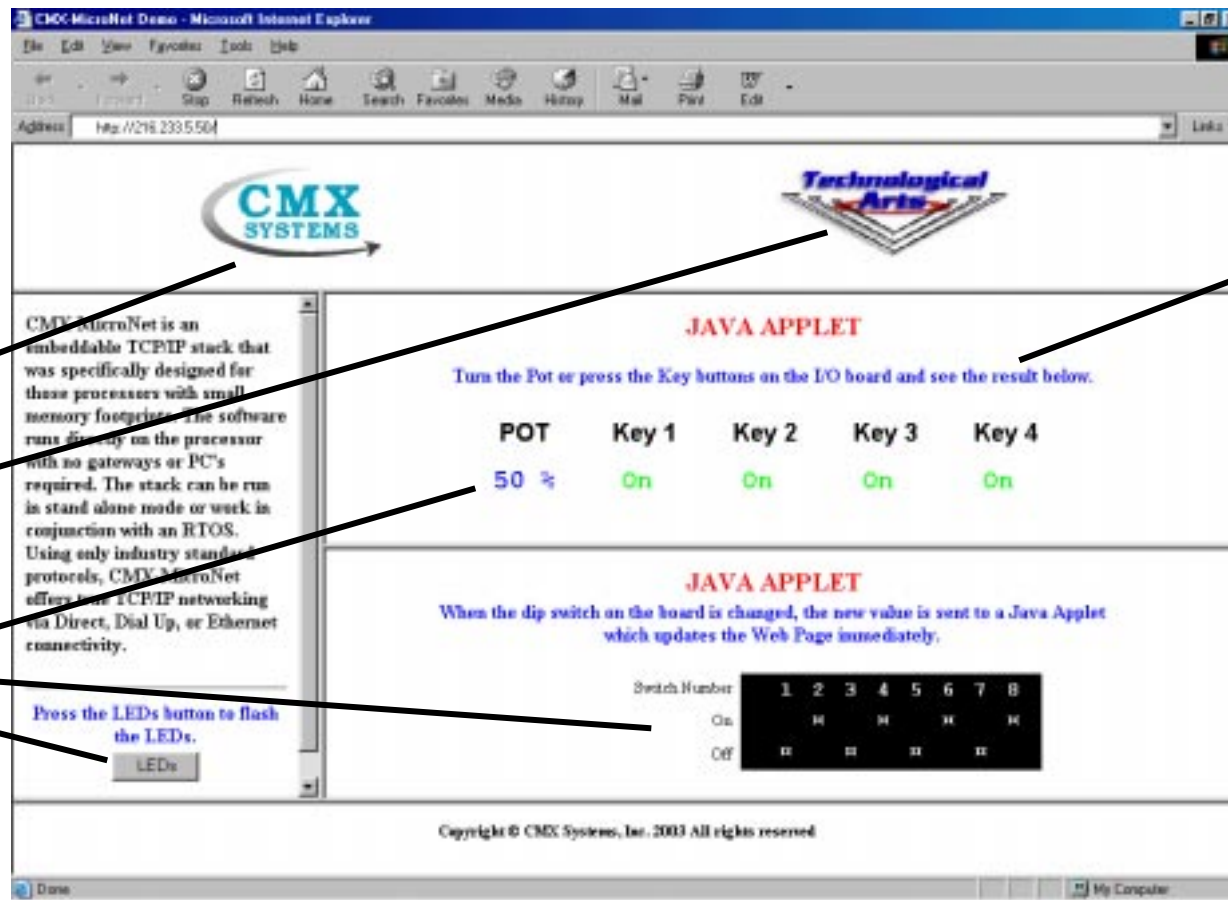 CMX-MicroNet Demo - Microsoft Internet Explorer
File Edit View Favorites Tools Help
Back Forward Stop Refresh Home Search Favorites Media History Mail Print Edit
Address http://216.233.5.50/ Links
CMX
SYSTEMS
Technological
Arts
CMX-MicroNet is an
embeddable TCP/IP stack that
was specifically designed for
those processors with small
memory footprints. The software
runs directly on the processor
with no gateways or PC's
required. The stack can be run
in stand alone mode or work in
conjunction with an RTOS.
Using only industry standard
protocols, CMX-MicroNet
offers true TCP/IP networking
via Direct, Dial Up, or Ethernet
connectivity.
Press the LEDs button to flash
the LEDs.
LEDs
JAVA APPLET
Turn the Pot or press the Key buttons on the I/O board and see the result below.
POT Key 1 Key 2 Key 3 Key 4
50 % On On On On
JAVA APPLET
When the dip switch on the board is changed, the new value is sent to a Java Applet
which updates the Web Page immediately.
Switch Number 1 2 3 4 5 6 7 8
On
Off
Copyright © CMX Systems, Inc. 2003 All rights reserved
Done My Computer